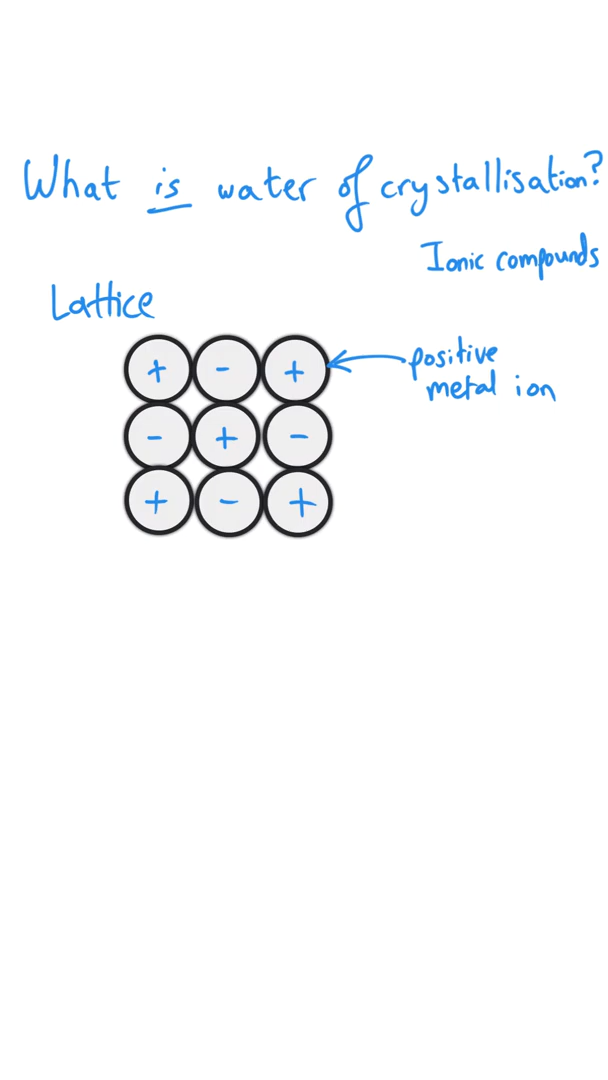 What is water of crystallisation?
Ionic compounds
Lattice
+ - +
positive
metal ion
- + -
+ - +